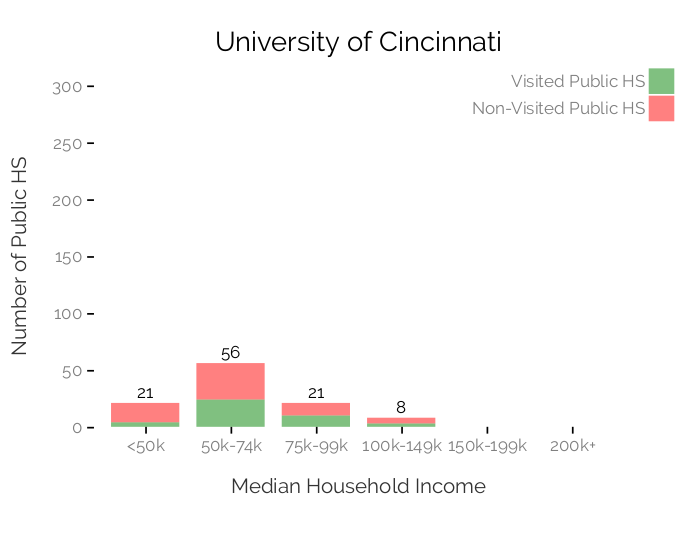 University of Cincinnati
Visited Public HS
Non-Visited Public HS
Number of Public HS
300
250
200
150
100
50
0
21
56
21
8
<50k
50k-74k
75k-99k
100k-149k
150k-199k
200k+
Median Household Income